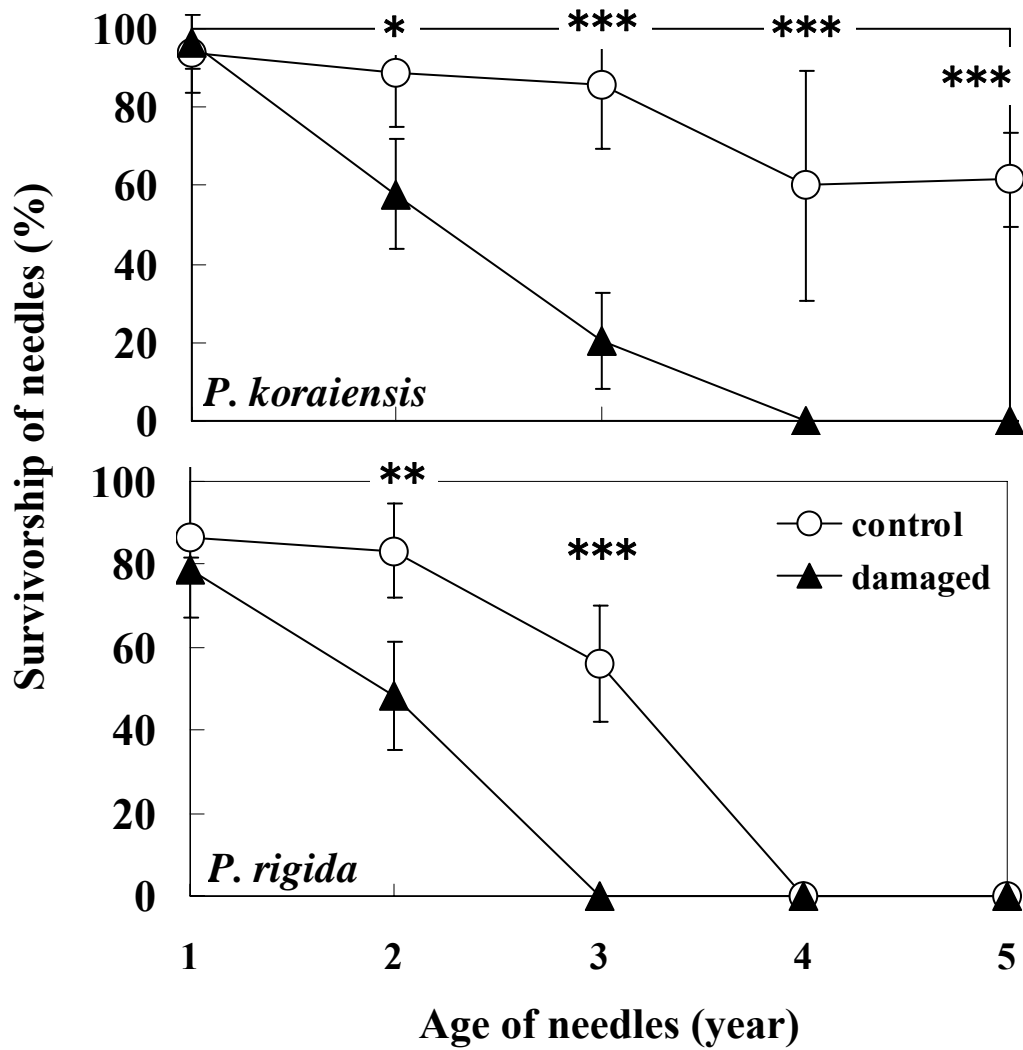 Survivorship of needles (%)
100
80
60
40
20
0
*
***
***
***
P. koraiensis
100
80
60
40
20
0
**
***
control
damaged
P. rigida
1 2 3 4 5
Age of needles (year)